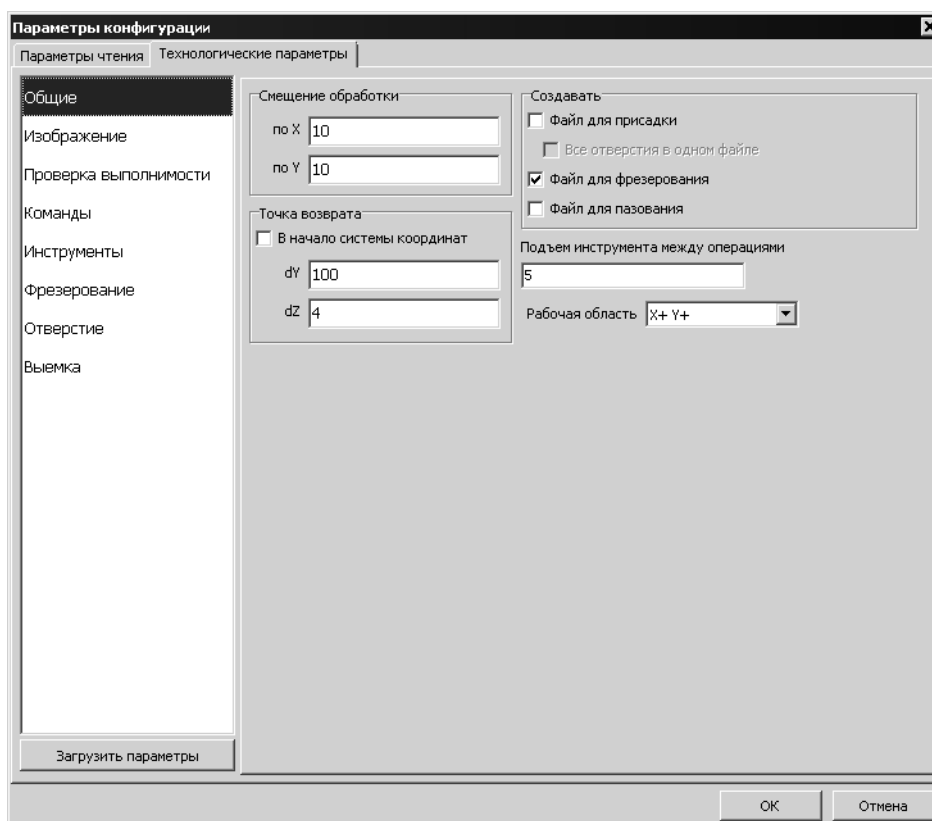 Параметры конфигурации
Параметры чтения
Технологические параметры
Общие
Изображение
Проверка выполнимости
Команды
Инструменты
Фрезерование
Отверстие
Выемка
Загрузить параметры
Смещение обработки
по X 10
по Y 10
Точка возврата
В начало системы координат
dY 100
dZ 4
Создавать
Файл для присадки
Все отверстия в одном файле
Файл для фрезерования
Файл для пазования
Подъем инструмента между операциями
5
Рабочая область X+ Y+
OK
Отмена